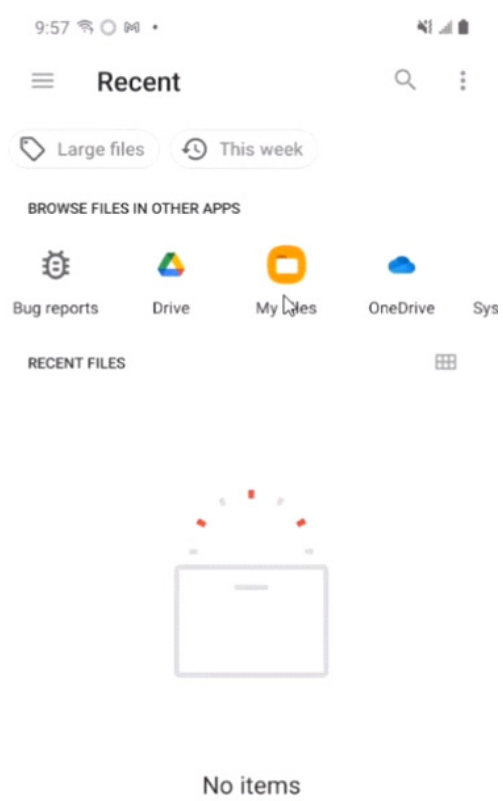 9:57
Recent
Large files This week
BROWSE FILES IN OTHER APPS
Bug reports Drive My files OneDrive Sys
RECENT FILES
No items